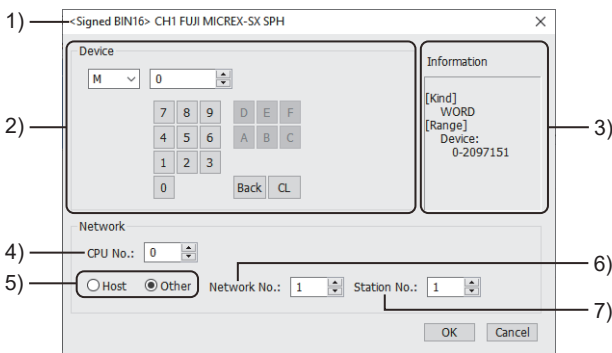 1)
<Signed BIN16> CH1 FUJI MICREX-SX SPH
Device
M 0
7 8 9 D E F
4 5 6 A B C
1 2 3
0 Back CL
2)
Information
[Kind]
WORD
[Range]
Device:
0-2097151
3)
Network
4)
CPU No.: 0
5)
Host Other Network No.: 1 Station No.: 1
6)
7)
OK Cancel